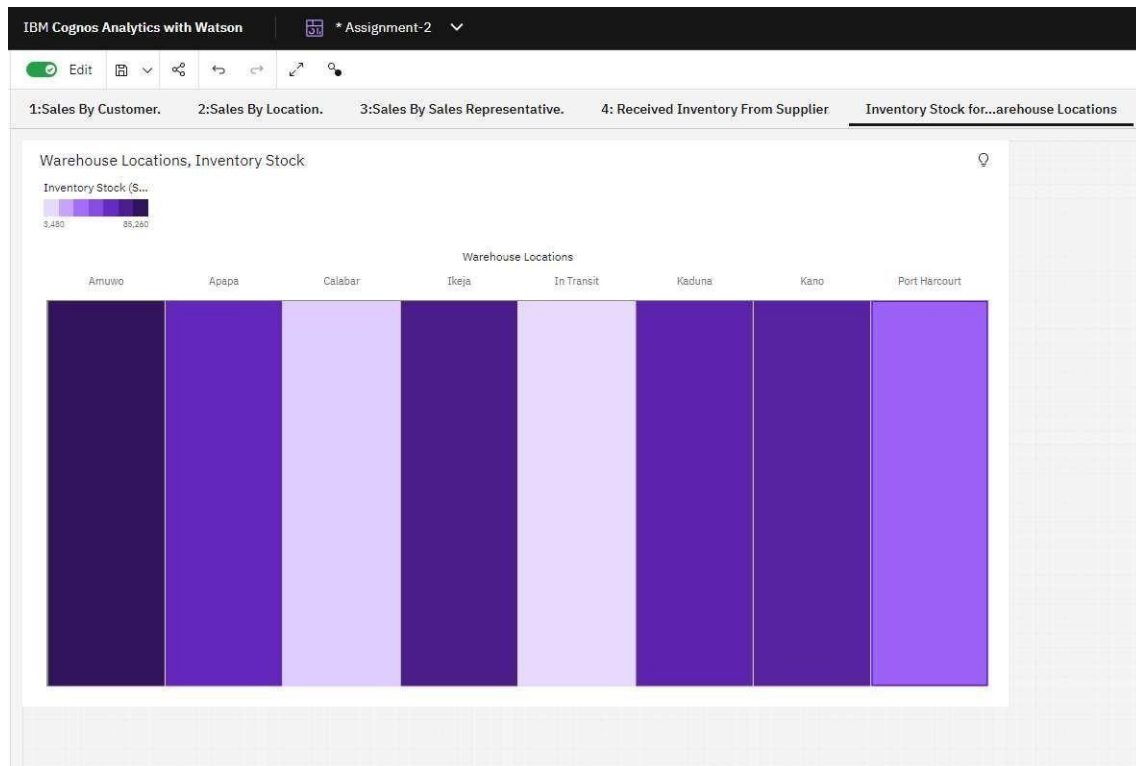 IBM Cognos Analytics with Watson
* Assignment-2
Edit
1:Sales By Customer.
2:Sales By Location.
3:Sales By Sales Representative.
4: Received Inventory From Supplier
Inventory Stock for...arehouse Locations
Warehouse Locations, Inventory Stock
Inventory Stock (S...
3,480 85,260
Warehouse Locations
Amuwo Apapa Calabar Ikeja In Transit Kaduna Kano Port Harcourt